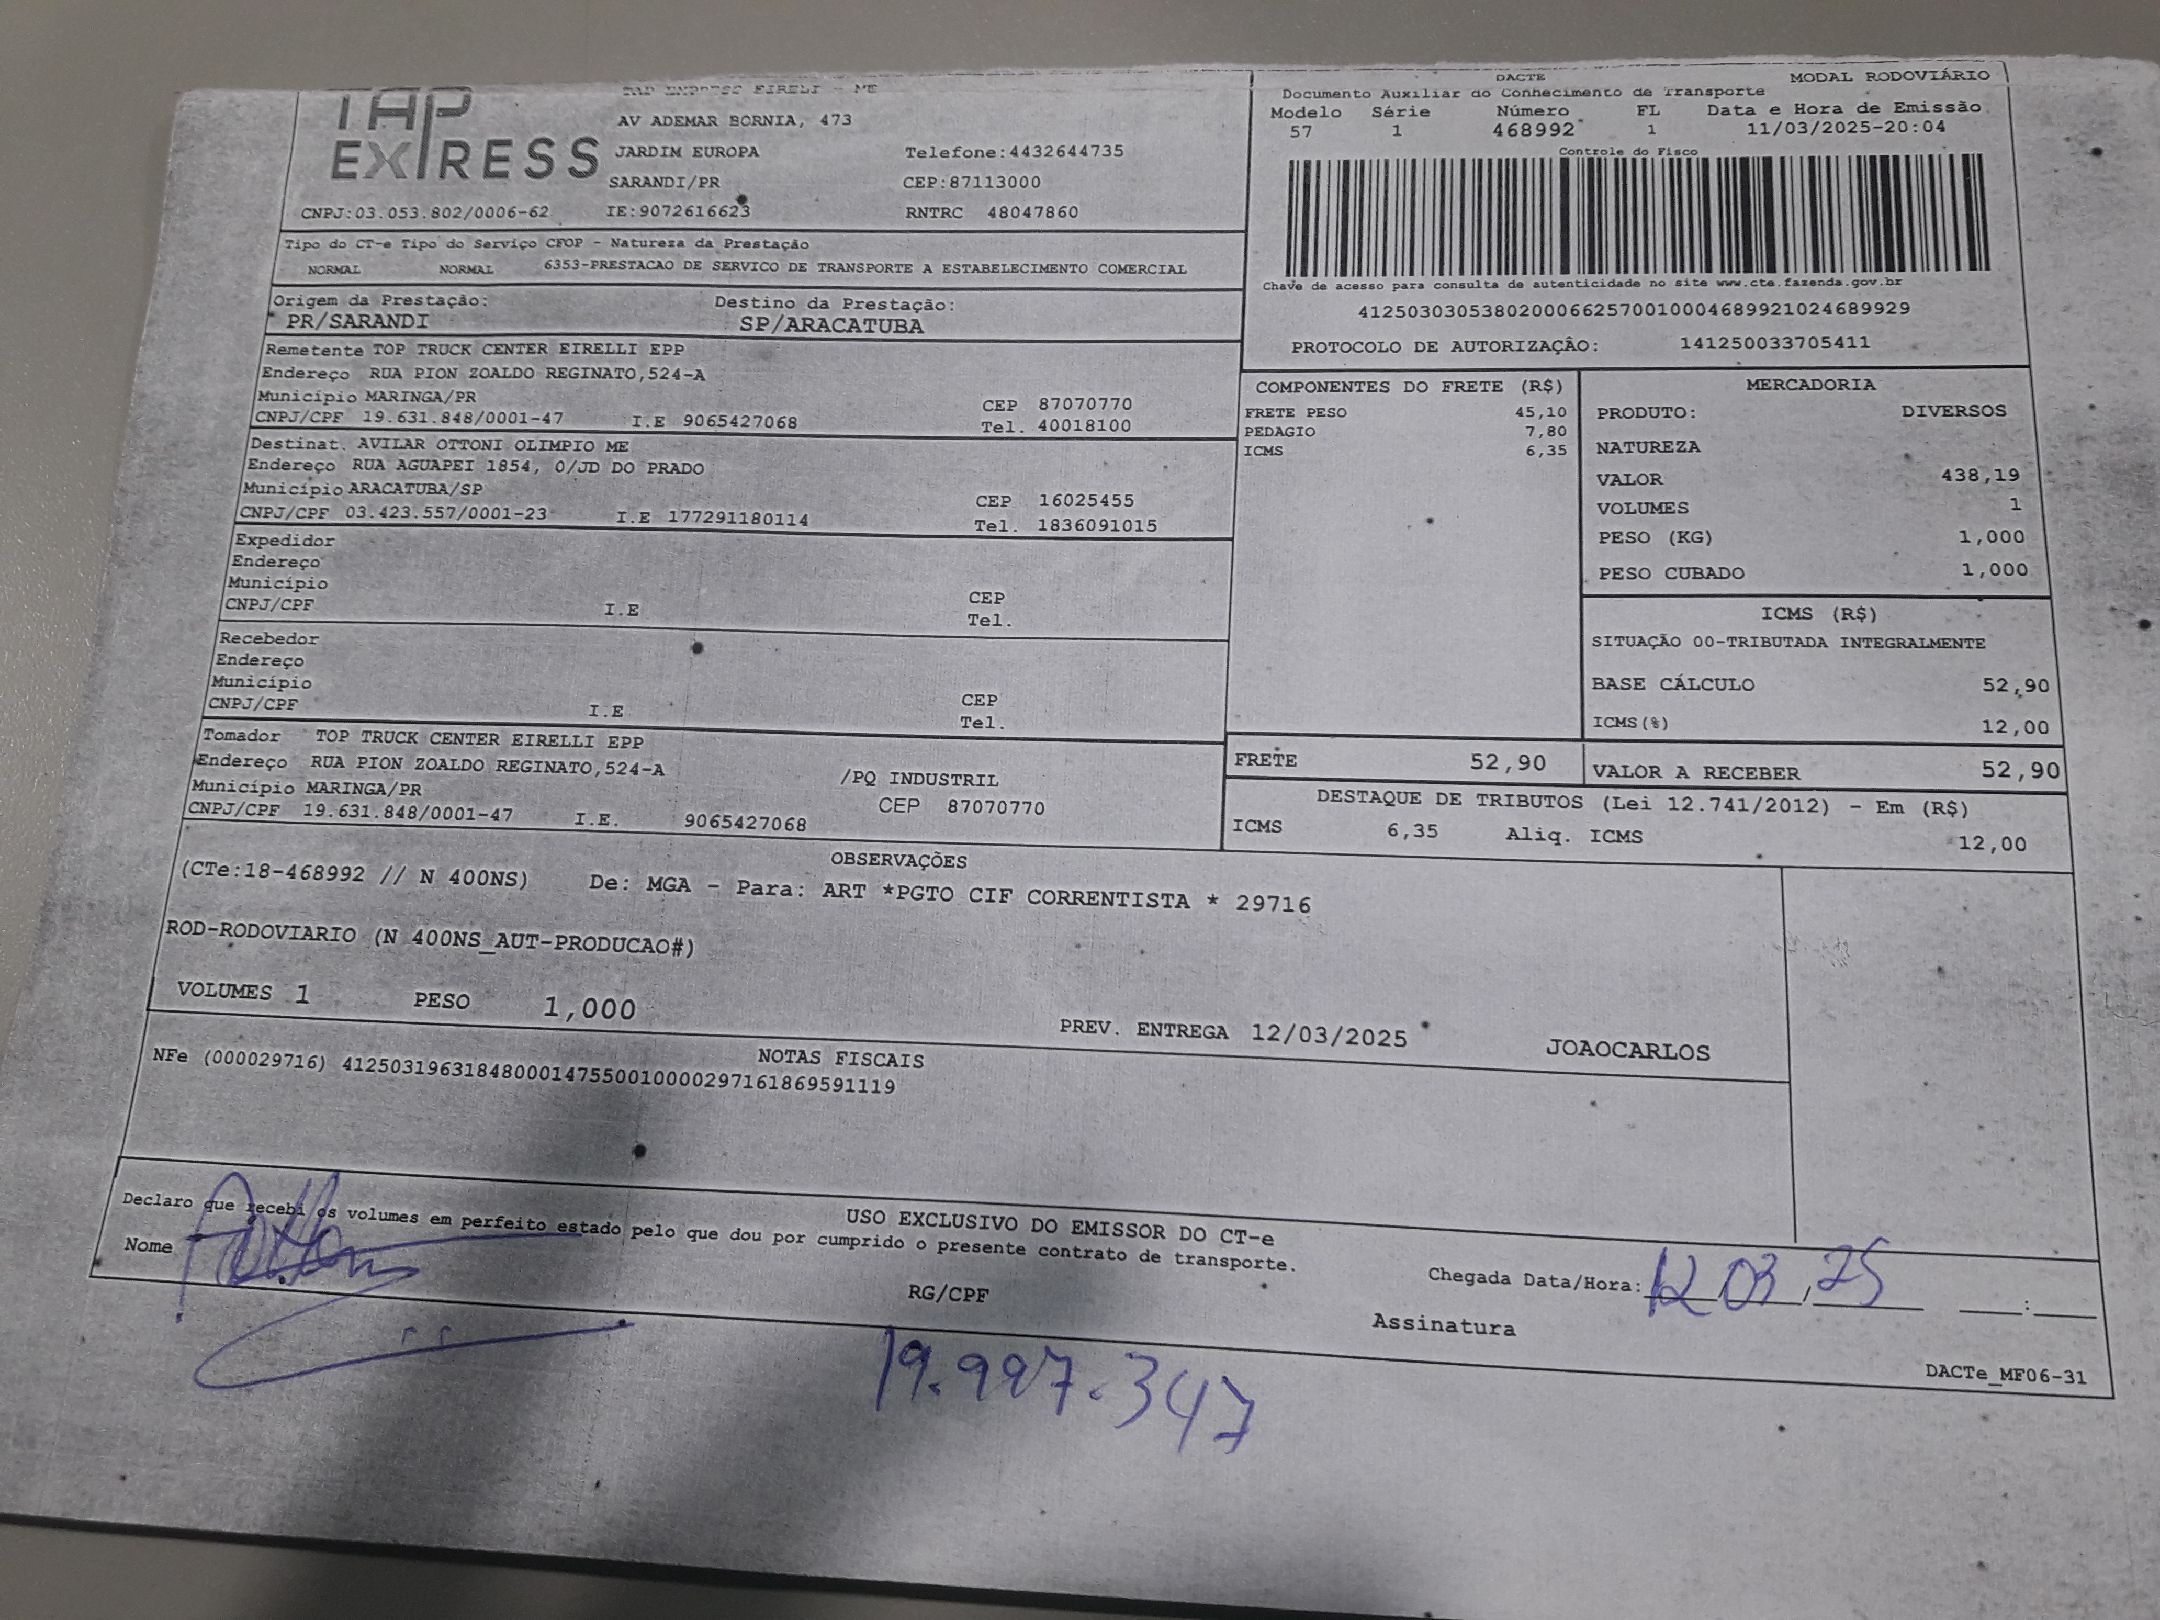 TAP EXPRESS
TAP EXPRESS EIRELI - ME
AV ADEMAR BORNIA, 473
JARDIM EUROPA Telefone:4432644735
SARANDI/PR CEP:87113000
CNPJ:03.053.802/0006-62 IE:9072616623 RNTRC 48047860
DACTE MODAL RODOVIÁRIO
Documento Auxiliar do Conhecimento de Transporte
Modelo Série Número FL Data e Hora de Emissão
57 1 468992 1 11/03/2025-20:04
Controle do Fisco
Chave de acesso para consulta de autenticidade no site www.cte.fazenda.gov.br
41250303053802000662570010004689921024689929
PROTOCOLO DE AUTORIZAÇÂO: 141250033705411
Tipo do CT-e Tipo do Serviço CFOP - Natureza da Prestação
NORMAL NORMAL 6353-PRESTACAO DE SERVICO DE TRANSPORTE A ESTABELECIMENTO COMERCIAL
Origem da Prestação: Destino da Prestação:
PR/SARANDI SP/ARACATUBA
Remetente TOP TRUCK CENTER EIRELLI EPP
Endereço RUA PION ZOALDO REGINATO,524-A
Município MARINGA/PR CEP 87070770
CNPJ/CPF 19.631.848/0001-47 I.E 9065427068 Tel. 40018100
Destinat. AVILAR OTTONI OLIMPIO ME
Endereço RUA AGUAPEI 1854, 0/JD DO PRADO
Município ARACATUBA/SP CEP 16025455
CNPJ/CPF 03.423.557/0001-23 I.E 177291180114 Tel. 1836091015
Expedidor
Endereço
Município CEP
CNPJ/CPF I.E Tel.
Recebedor
Endereço
Município CEP
CNPJ/CPF I.E Tel.
Tomador TOP TRUCK CENTER EIRELLI EPP
Endereço RUA PION ZOALDO REGINATO,524-A /PQ INDUSTRIL
Município MARINGA/PR CEP 87070770
CNPJ/CPF 19.631.848/0001-47 I.E. 9065427068
COMPONENTES DO FRETE (R$)
FRETE PESO 45,10
PEDAGIO 7,80
ICMS 6,35
MERCADORIA
PRODUTO: DIVERSOS
NATUREZA
VALOR 438,19
VOLUMES 1
PESO (KG) 1,000
PESO CUBADO 1,000
ICMS (R$)
SITUAÇÃO 00-TRIBUTADA INTEGRALMENTE
BASE CÁLCULO 52,90
ICMS(%) 12,00
FRETE 52,90 VALOR A RECEBER 52,90
DESTAQUE DE TRIBUTOS (Lei 12.741/2012) - Em (R$)
ICMS 6,35 Aliq. ICMS 12,00
OBSERVAÇÕES
(CTe:18-468992 // N 400NS) De: MGA - Para: ART *PGTO CIF CORRENTISTA * 29716
ROD-RODOVIARIO (N 400NS_AUT-PRODUCAO#)
VOLUMES 1 PESO 1,000 PREV. ENTREGA 12/03/2025 JOAOCARLOS
NOTAS FISCAIS
NFe (000029716) 41250319631848000147550010000297161869591119
USO EXCLUSIVO DO EMISSOR DO CT-e
Declaro que recebi os volumes em perfeito estado pelo que dou por cumprido o presente contrato de transporte.
Nome RG/CPF Chegada Data/Hora: 12 03, 25 :
Assinatura
19.997.347
DACTe_MF06-31